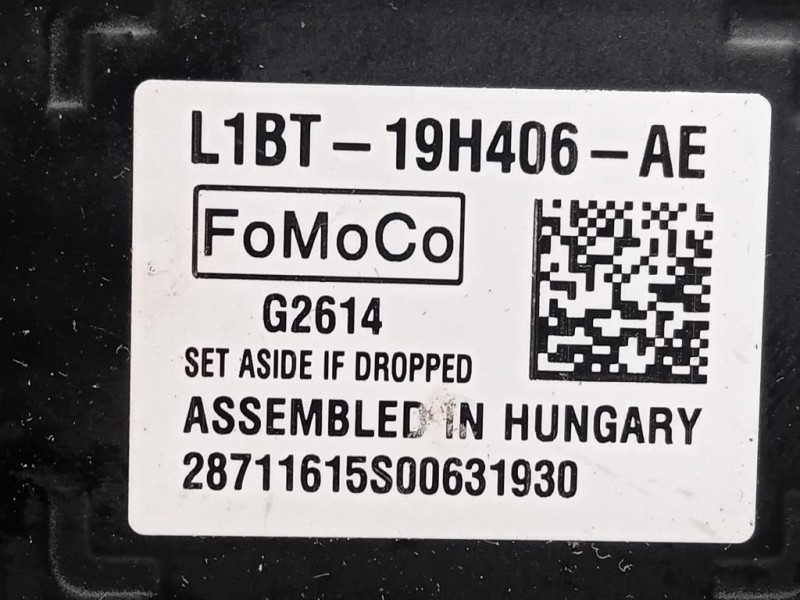 L1BT-19H406-AE
FoMoCo
G2614
SET ASIDE IF DROPPED
ASSEMBLED IN HUNGARY
28711615S00631930